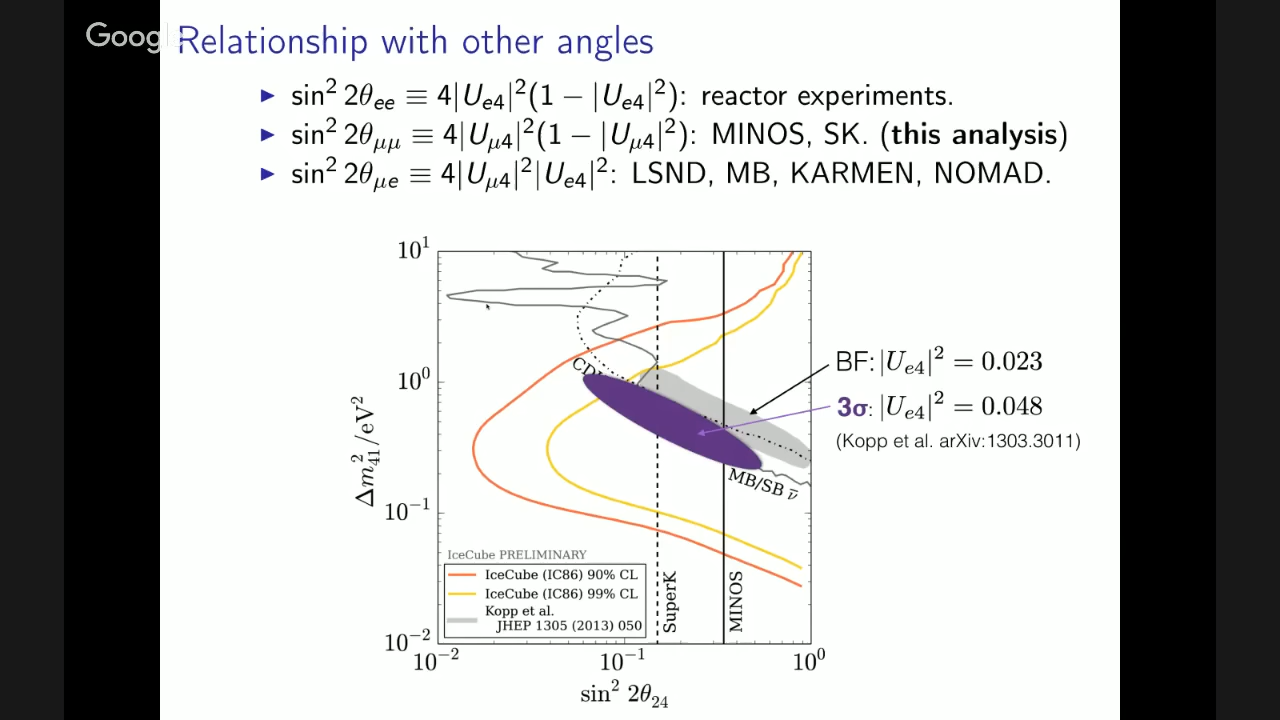 Google
Relationship with other angles
▶ sin² 2θ_ee ≡ 4|U_e4|²(1 − |U_e4|²): reactor experiments.
▶ sin² 2θ_μμ ≡ 4|U_μ4|²(1 − |U_μ4|²): MINOS, SK. (this analysis)
▶ sin² 2θ_μe ≡ 4|U_μ4|²|U_e4|²: LSND, MB, KARMEN, NOMAD.
10¹
10⁰
10⁻¹
10⁻²
Δm²₄₁/eV²
MB/SB ν̄
BF: |U_e4|² = 0.023
3σ: |U_e4|² = 0.048
(Kopp et al. arXiv:1303.3011)
IceCube PRELIMINARY
IceCube (IC86) 90% CL
IceCube (IC86) 99% CL
Kopp et al.
JHEP 1305 (2013) 050
SuperK
MINOS
10⁻² 10⁻¹ 10⁰
sin² 2θ₂₄